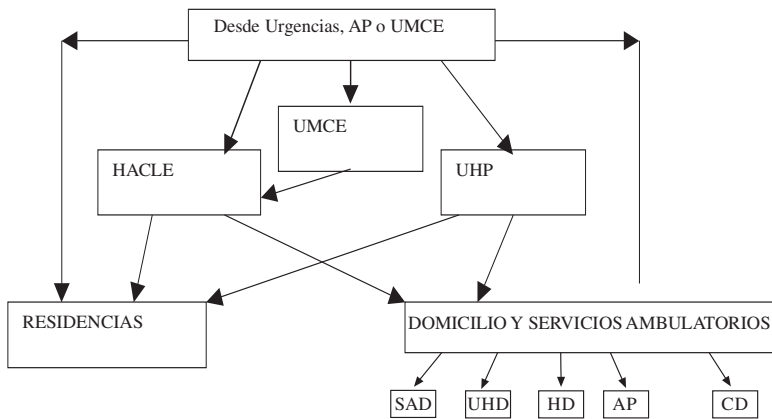 Desde Urgencias, AP o UMCE
UMCE
HACLE
UHP
RESIDENCIAS
DOMICILIO Y SERVICIOS AMBULATORIOS
SAD
UHD
HD
AP
CD